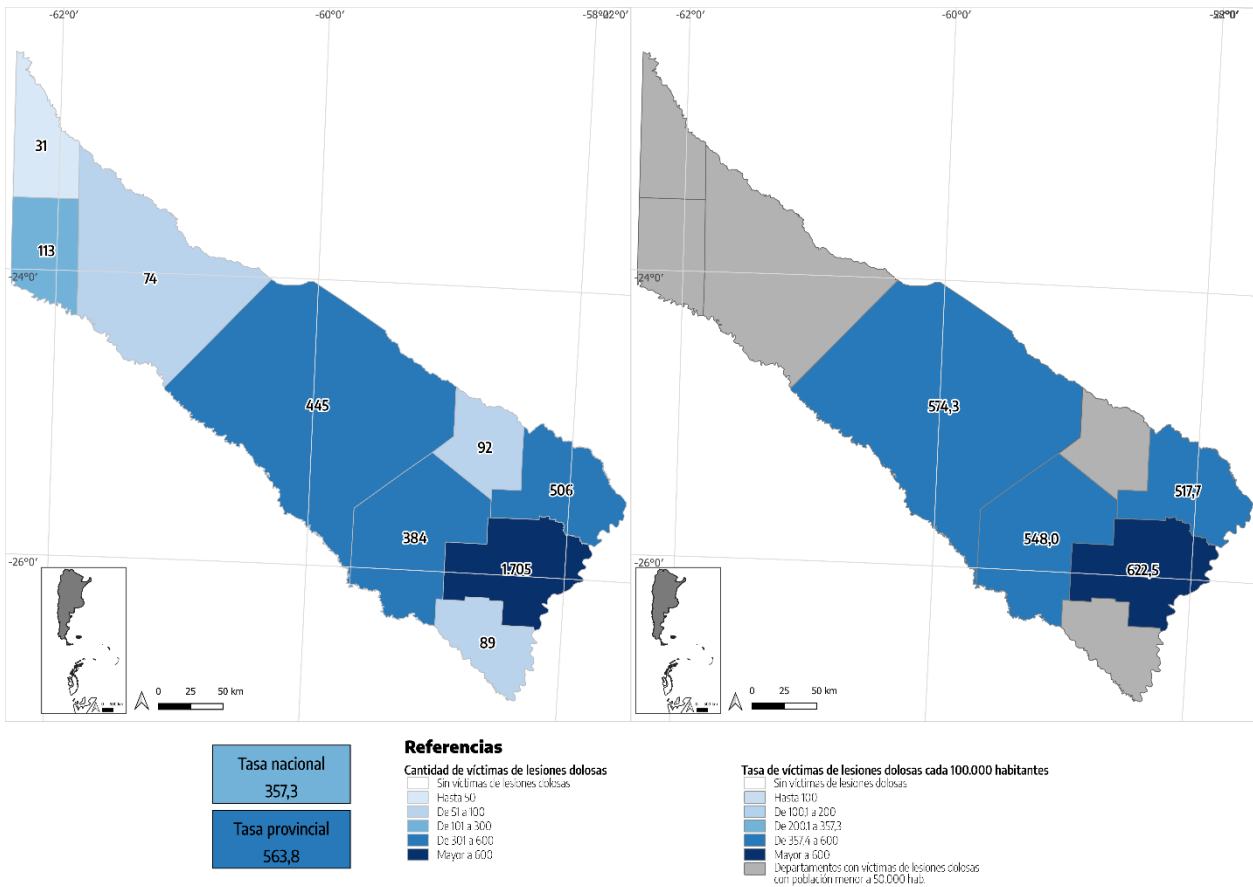 -62°0'
-60°0'
-62°0'
-60°0'
31
113
74
-24°0'
445
92
506
384
1.705
-26°0'
89
0 25 50 km
-24°0'
574,3
517,7
548,0
622,5
-26°0'
0 25 50 km
Tasa nacional
357,3
Tasa provincial
563,8
Referencias
Cantidad de víctimas de lesiones dolosas
Sin víctimas de lesiones dolosas
Hasta 50
De 51 a 100
De 101 a 300
De 301 a 600
Mayor a 600
Tasa de víctimas de lesiones dolosas cada 100.000 habitantes
Sin víctimas de lesiones dolosas
Hasta 100
De 100,1 a 200
De 200,1 a 357,3
De 357,4 a 600
Mayor a 600
Departamentos con víctimas de lesiones dolosas
con población menor a 50.000 hab.